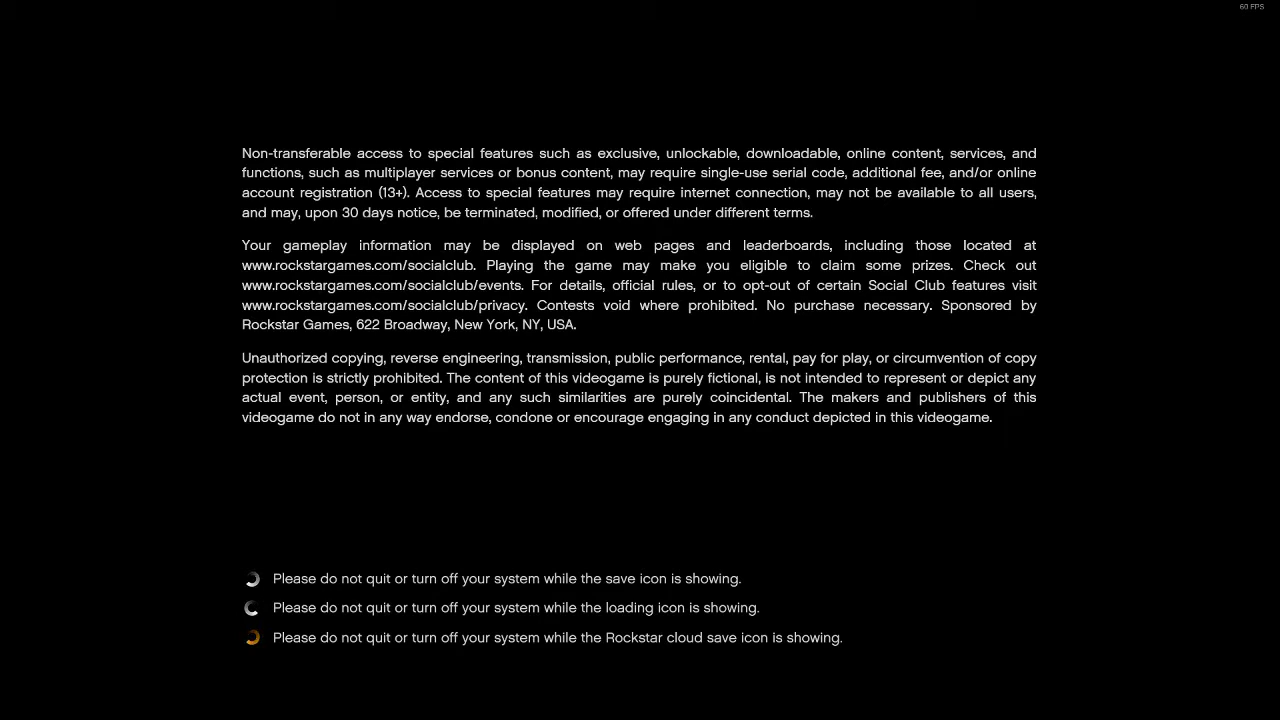 60 FPS
Non-transferable access to special features such as exclusive, unlockable, downloadable, online content, services, and
functions, such as multiplayer services or bonus content, may require single-use serial code, additional fee, and/or online
account registration (13+). Access to special features may require internet connection, may not be available to all users,
and may, upon 30 days notice, be terminated, modified, or offered under different terms.
Your gameplay information may be displayed on web pages and leaderboards, including those located at
www.rockstargames.com/socialclub. Playing the game may make you eligible to claim some prizes. Check out
www.rockstargames.com/socialclub/events. For details, official rules, or to opt-out of certain Social Club features visit
www.rockstargames.com/socialclub/privacy. Contests void where prohibited. No purchase necessary. Sponsored by
Rockstar Games, 622 Broadway, New York, NY, USA.
Unauthorized copying, reverse engineering, transmission, public performance, rental, pay for play, or circumvention of copy
protection is strictly prohibited. The content of this videogame is purely fictional, is not intended to represent or depict any
actual event, person, or entity, and any such similarities are purely coincidental. The makers and publishers of this
videogame do not in any way endorse, condone or encourage engaging in any conduct depicted in this videogame.
Please do not quit or turn off your system while the save icon is showing.
Please do not quit or turn off your system while the loading icon is showing.
Please do not quit or turn off your system while the Rockstar cloud save icon is showing.